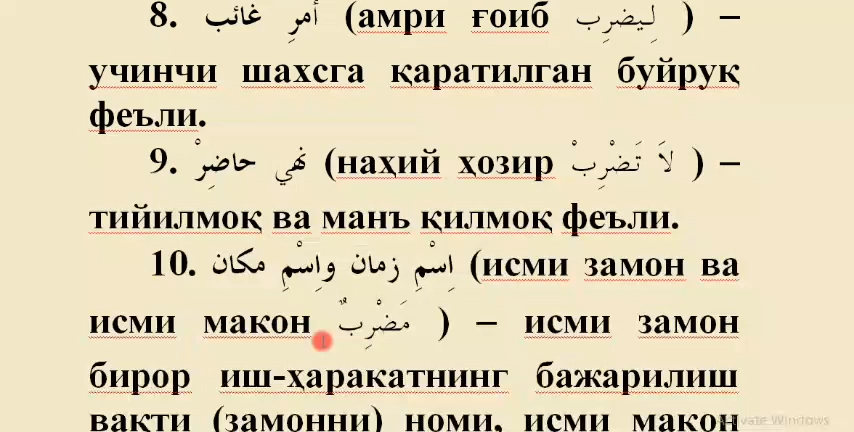 8. أمرِ غائب (амри ғоиб لِيضرِب ) –
учинчи шахсга қаратилган буйруқ
феъли.
9. نهي حاضِرْ (наҳий ҳозир لاَ تَضْرِبْ ) –
тийилмоқ ва манъ қилмоқ феъли.
10. اِسْمِ زمان واِسْمِ مكان (исми замон ва
исми макон مَضْرِبٌ ) – исми замон
бирор иш-ҳаракатнинг бажарилиш
вақти (замонни) номи, исми макон
Activate Windows